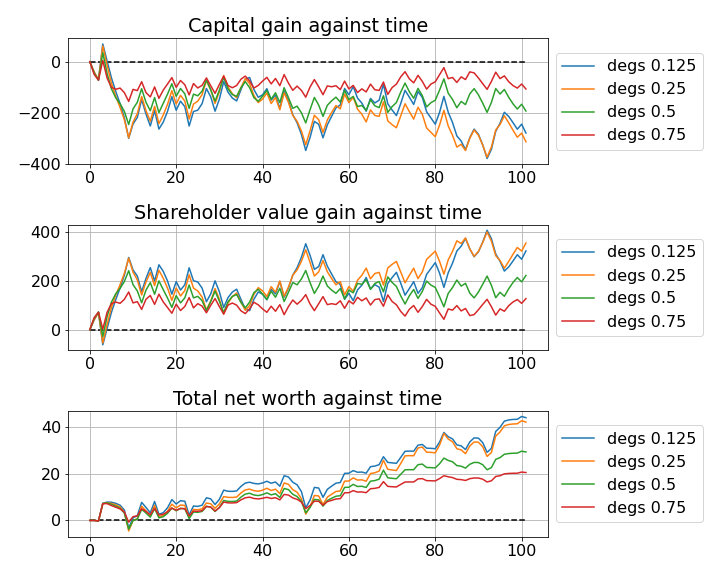 Capital gain against time
0
−200
−400
0 20 40 60 80 100
degs 0.125
degs 0.25
degs 0.5
degs 0.75
Shareholder value gain against time
400
200
0
0 20 40 60 80 100
degs 0.125
degs 0.25
degs 0.5
degs 0.75
Total net worth against time
40
20
0
0 20 40 60 80 100
degs 0.125
degs 0.25
degs 0.5
degs 0.75